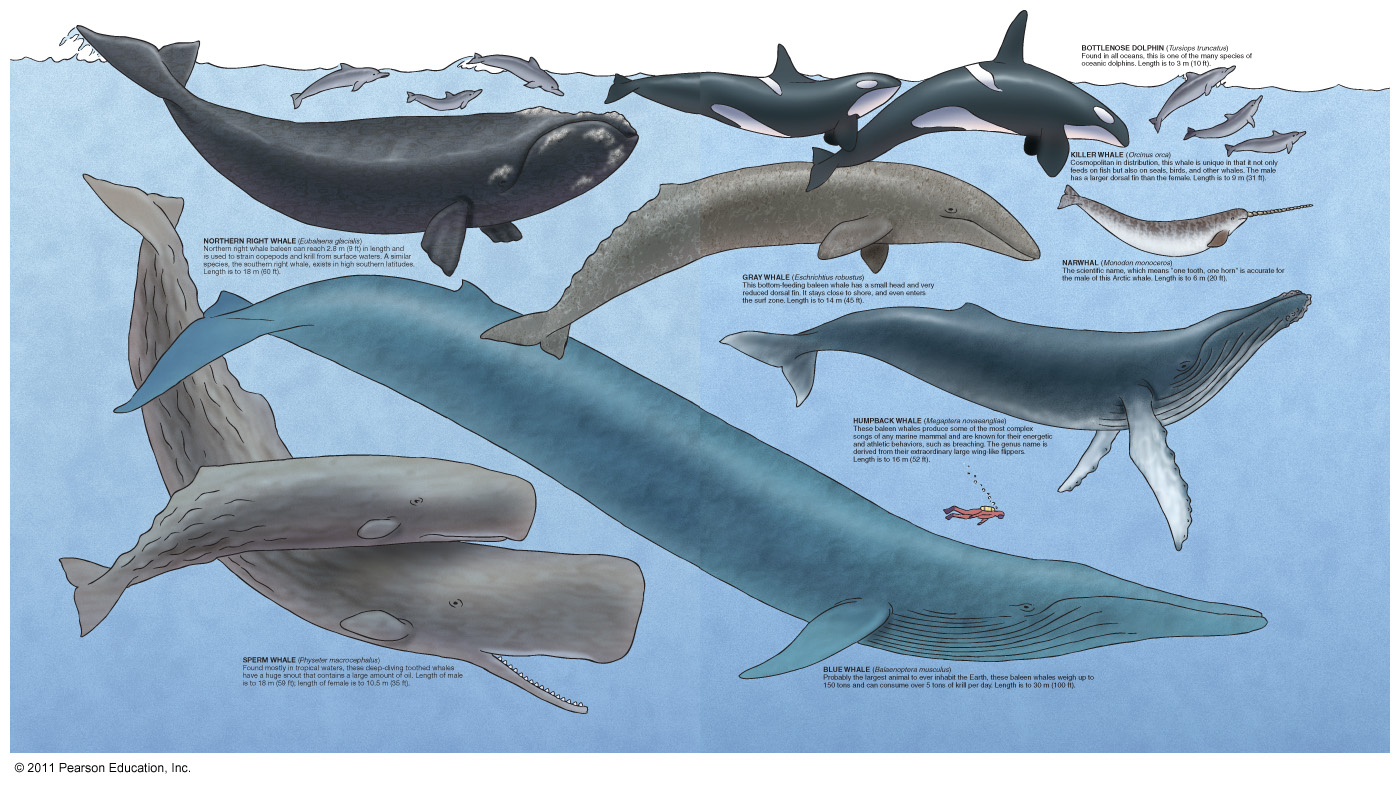 BOTTLENOSE DOLPHIN (Tursiops truncatus)
Found in all oceans, this is one of the many species of
oceanic dolphins. Length is to 3 m (10 ft).
KILLER WHALE (Orcinus orca)
Cosmopolitan in distribution, this whale is unique in that it not only
feeds on fish but also on seals, birds, and other whales. The male
has a larger dorsal fin than the female. Length is to 9 m (31 ft).
NORTHERN RIGHT WHALE (Eubalaena glacialis)
Northern right whale baleen can reach 2.8 m (9 ft) in length and
is used to strain copepods and krill from surface waters. A similar
species, the southern right whale, exists in high southern latitudes.
Length is to 18 m (60 ft).
GRAY WHALE (Eschrichtius robustus)
This bottom-feeding baleen whale has a small head and very
reduced dorsal fin. It stays close to shore, and even enters
the surf zone. Length is to 14 m (45 ft).
NARWHAL (Monodon monoceros)
The scientific name, which means "one tooth, one horn" is accurate for
the male of this Arctic whale. Length is to 6 m (20 ft).
HUMPBACK WHALE (Megaptera novaeangliae)
These baleen whales produce some of the most complex
songs of any marine mammal and are known for their energetic
and athletic behaviors, such as breaching. The genus name is
derived from their extraordinary large wing-like flippers.
Length is to 16 m (52 ft).
SPERM WHALE (Physeter macrocephalus)
Found mostly in tropical waters, these deep-diving toothed whales
have a huge snout that contains a large amount of oil. Length of male
is to 18 m (59 ft); length of female is to 10.5 m (35 ft).
BLUE WHALE (Balaenoptera musculus)
Probably the largest animal to ever inhabit the Earth, these baleen whales weigh up to
150 tons and can consume over 5 tons of krill per day. Length is to 30 m (100 ft).
© 2011 Pearson Education, Inc.